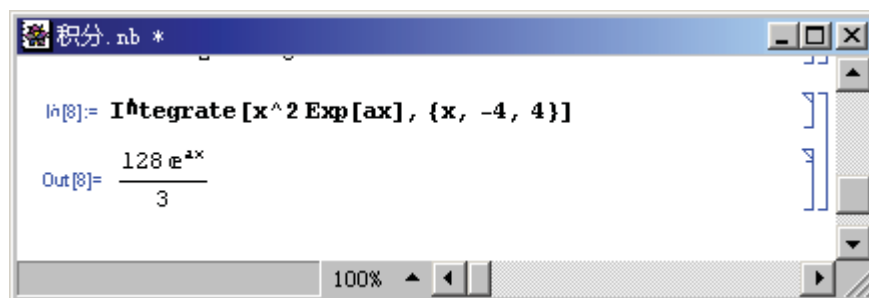 积分.nb *
In[8]:= Integrate[x^2 Exp[ax], {x, -4, 4}]
Out[8]= 128 𝕖^ax / 3
100%